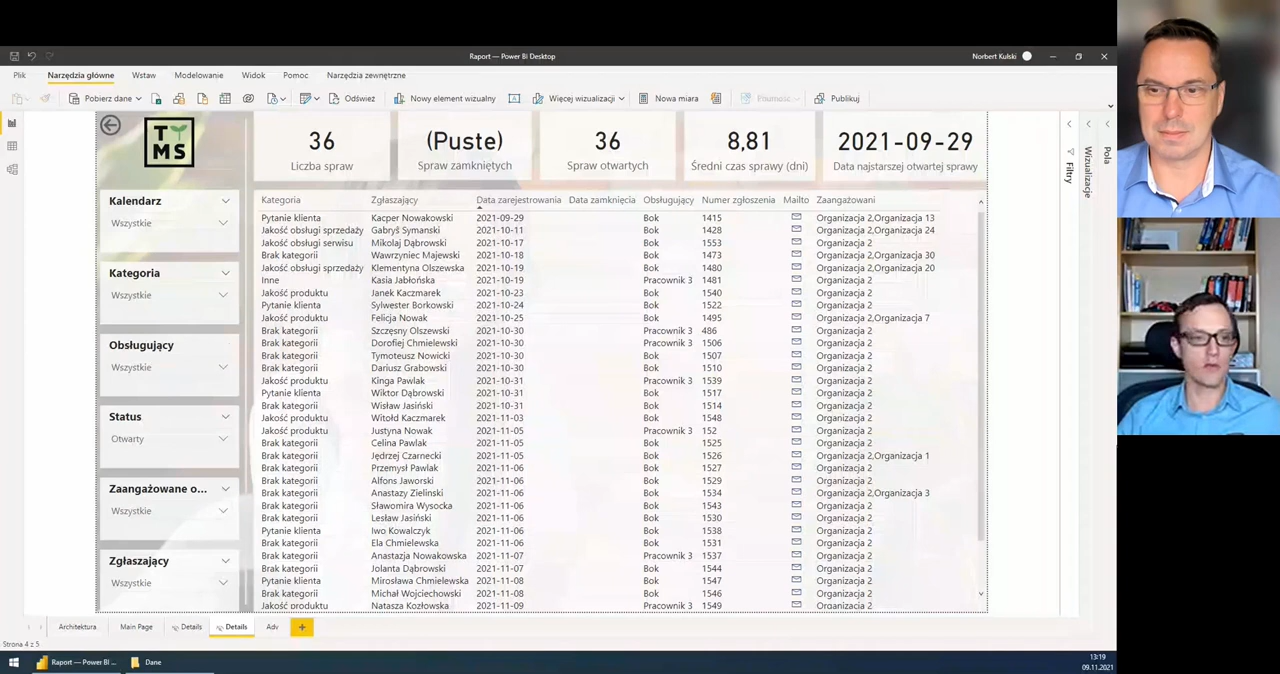 Raport — Power BI Desktop
Norbert Kulski
Plik Narzędzia główne Wstaw Modelowanie Widok Pomoc Narzędzia zewnętrzne
Pobierz dane Odśwież Nowy element wizualny Więcej wizualizacji Nowa miara Poufność Publikuj
TMS
36 (Puste) 36 8,81 2021-09-29
Liczba spraw Spraw zamkniętych Spraw otwartych Średni czas sprawy (dni) Data najstarszej otwartej sprawy
Filtry
Wizualizacje
Pola
Kalendarz
Wszystkie
Kategoria
Wszystkie
Obsługujący
Wszystkie
Status
Otwarty
Zaangażowane o...
Wszystkie
Zgłaszający
Wszystkie
Kategoria Zgłaszający Data zarejestrowania Data zamknięcia Obsługujący Numer zgłoszenia Mailto Zaangażowani
Pytanie klienta Kacper Nowakowski 2021-09-29 Bok 1415 Organizacja 2,Organizacja 13
Jakość obsługi sprzedaży Gabryś Symanski 2021-10-11 Bok 1428 Organizacja 2,Organizacja 24
Jakość obsługi serwisu Mikolaj Dąbrowski 2021-10-17 Bok 1553 Organizacja 2
Brak kategorii Wawrzyniec Majewski 2021-10-18 Bok 1473 Organizacja 2,Organizacja 30
Jakość obsługi sprzedaży Klementyna Olszewska 2021-10-19 Bok 1480 Organizacja 2,Organizacja 20
Inne Kasia Jabłońska 2021-10-19 Pracownik 3 1481 Organizacja 2
Jakość produktu Janek Kaczmarek 2021-10-23 Bok 1540 Organizacja 2
Pytanie klienta Sylwester Borkowski 2021-10-24 Bok 1522 Organizacja 2
Jakość produktu Felicja Nowak 2021-10-25 Bok 1495 Organizacja 2,Organizacja 7
Brak kategorii Szczęsny Olszewski 2021-10-30 Pracownik 3 486 Organizacja 2
Brak kategorii Dorofiej Chmielewski 2021-10-30 Pracownik 3 1506 Organizacja 2
Brak kategorii Tymoteusz Nowicki 2021-10-30 Bok 1507 Organizacja 2
Brak kategorii Dariusz Grabowski 2021-10-30 Bok 1510 Organizacja 2
Jakość produktu Kinga Pawlak 2021-10-31 Pracownik 3 1539 Organizacja 2
Pytanie klienta Wiktor Dąbrowski 2021-10-31 Bok 1517 Organizacja 2
Brak kategorii Wisław Jasiński 2021-10-31 Bok 1514 Organizacja 2
Jakość produktu Witołd Kaczmarek 2021-11-03 Bok 1548 Organizacja 2
Jakość produktu Justyna Nowak 2021-11-05 Pracownik 3 152 Organizacja 2
Brak kategorii Celina Pawlak 2021-11-05 Bok 1525 Organizacja 2
Brak kategorii Jędrzej Czarnecki 2021-11-05 Bok 1526 Organizacja 2,Organizacja 1
Brak kategorii Przemysł Pawlak 2021-11-06 Bok 1527 Organizacja 2
Brak kategorii Alfons Jaworski 2021-11-06 Bok 1529 Organizacja 2
Brak kategorii Anastazy Zielinski 2021-11-06 Bok 1534 Organizacja 2,Organizacja 3
Brak kategorii Sławomira Wysocka 2021-11-06 Bok 1543 Organizacja 2
Brak kategorii Lesław Jasiński 2021-11-06 Bok 1530 Organizacja 2
Pytanie klienta Iwo Kowalczyk 2021-11-06 Bok 1538 Organizacja 2
Brak kategorii Ela Chmielewska 2021-11-06 Bok 1531 Organizacja 2
Brak kategorii Anastazja Nowakowska 2021-11-07 Pracownik 3 1537 Organizacja 2
Brak kategorii Jolanta Dąbrowski 2021-11-07 Bok 1544 Organizacja 2
Pytanie klienta Mirosława Chmielewska 2021-11-08 Bok 1547 Organizacja 2
Brak kategorii Michał Wojciechowski 2021-11-08 Bok 1546 Organizacja 2
Jakość produktu Natasza Kozłowska 2021-11-09 Pracownik 3 1549 Organizacja 2
Architektura Main Page Details Details Adv +
Strona 4 z 5
Raport — Power BI ... Dane
13:19
09.11.2021